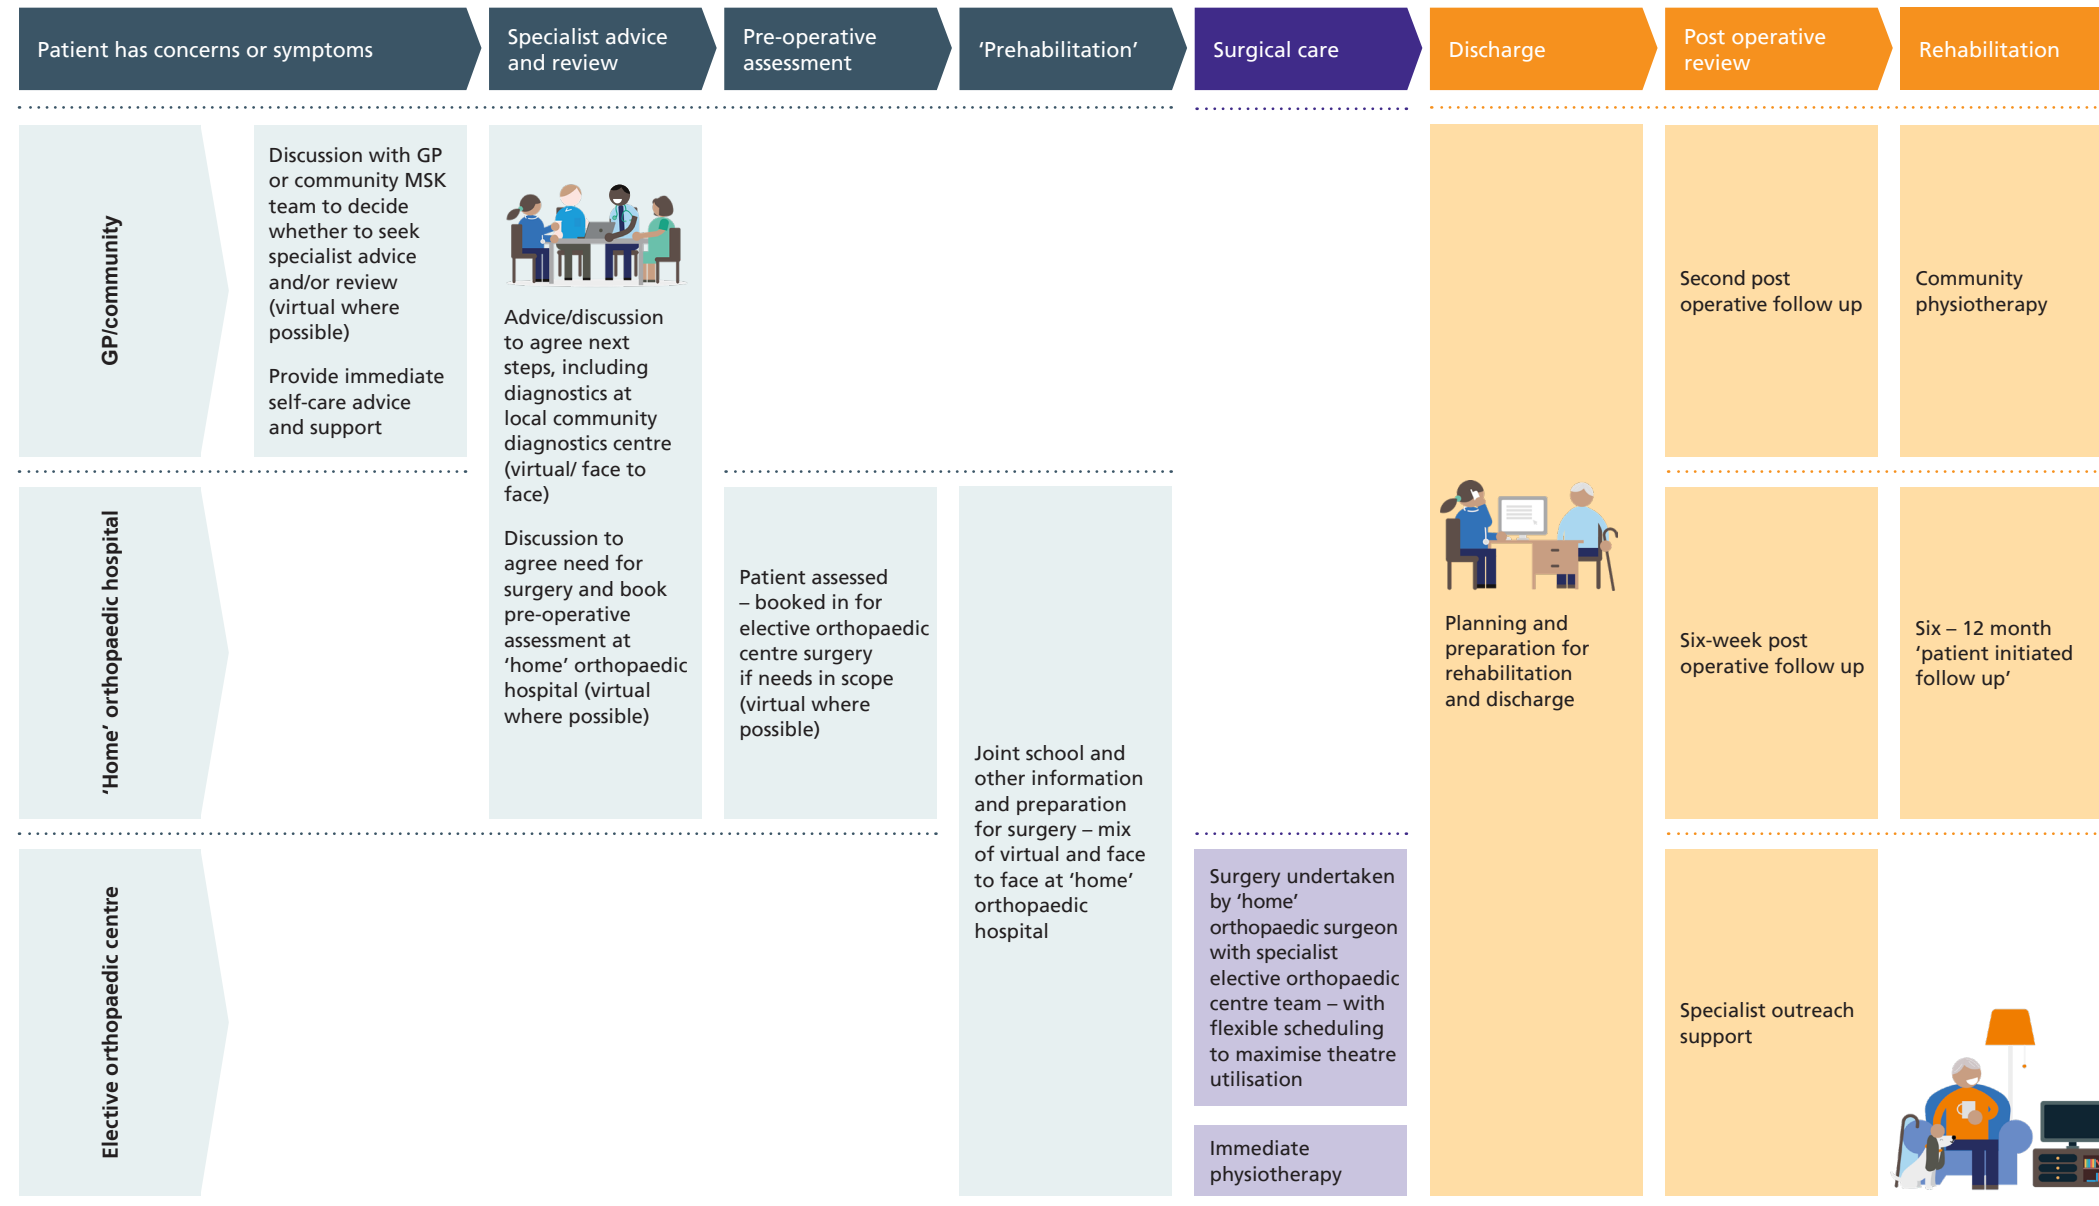 Patient has concerns or symptoms
Specialist advice
and review
Pre-operative
assessment
‘Prehabilitation’
Surgical care
Discharge
Post operative
review
Rehabilitation
GP/community
Discussion with GP
or community MSK
team to decide
whether to seek
specialist advice
and/or review
(virtual where
possible)
Provide immediate
self-care advice
and support
Advice/discussion
to agree next
steps, including
diagnostics at
local community
diagnostics centre
(virtual/ face to
face)
Discussion to
agree need for
surgery and book
pre-operative
assessment at
‘home’ orthopaedic
hospital (virtual
where possible)
Second post
operative follow up
Community
physiotherapy
‘Home’ orthopaedic hospital
Patient assessed
– booked in for
elective orthopaedic
centre surgery
if needs in scope
(virtual where
possible)
Joint school and
other information
and preparation
for surgery – mix
of virtual and face
to face at ‘home’
orthopaedic
hospital
Planning and
preparation for
rehabilitation
and discharge
Six-week post
operative follow up
Six – 12 month
‘patient initiated
follow up’
Elective orthopaedic centre
Surgery undertaken
by ‘home’
orthopaedic surgeon
with specialist
elective orthopaedic
centre team – with
flexible scheduling
to maximise theatre
utilisation
Immediate
physiotherapy
Specialist outreach
support